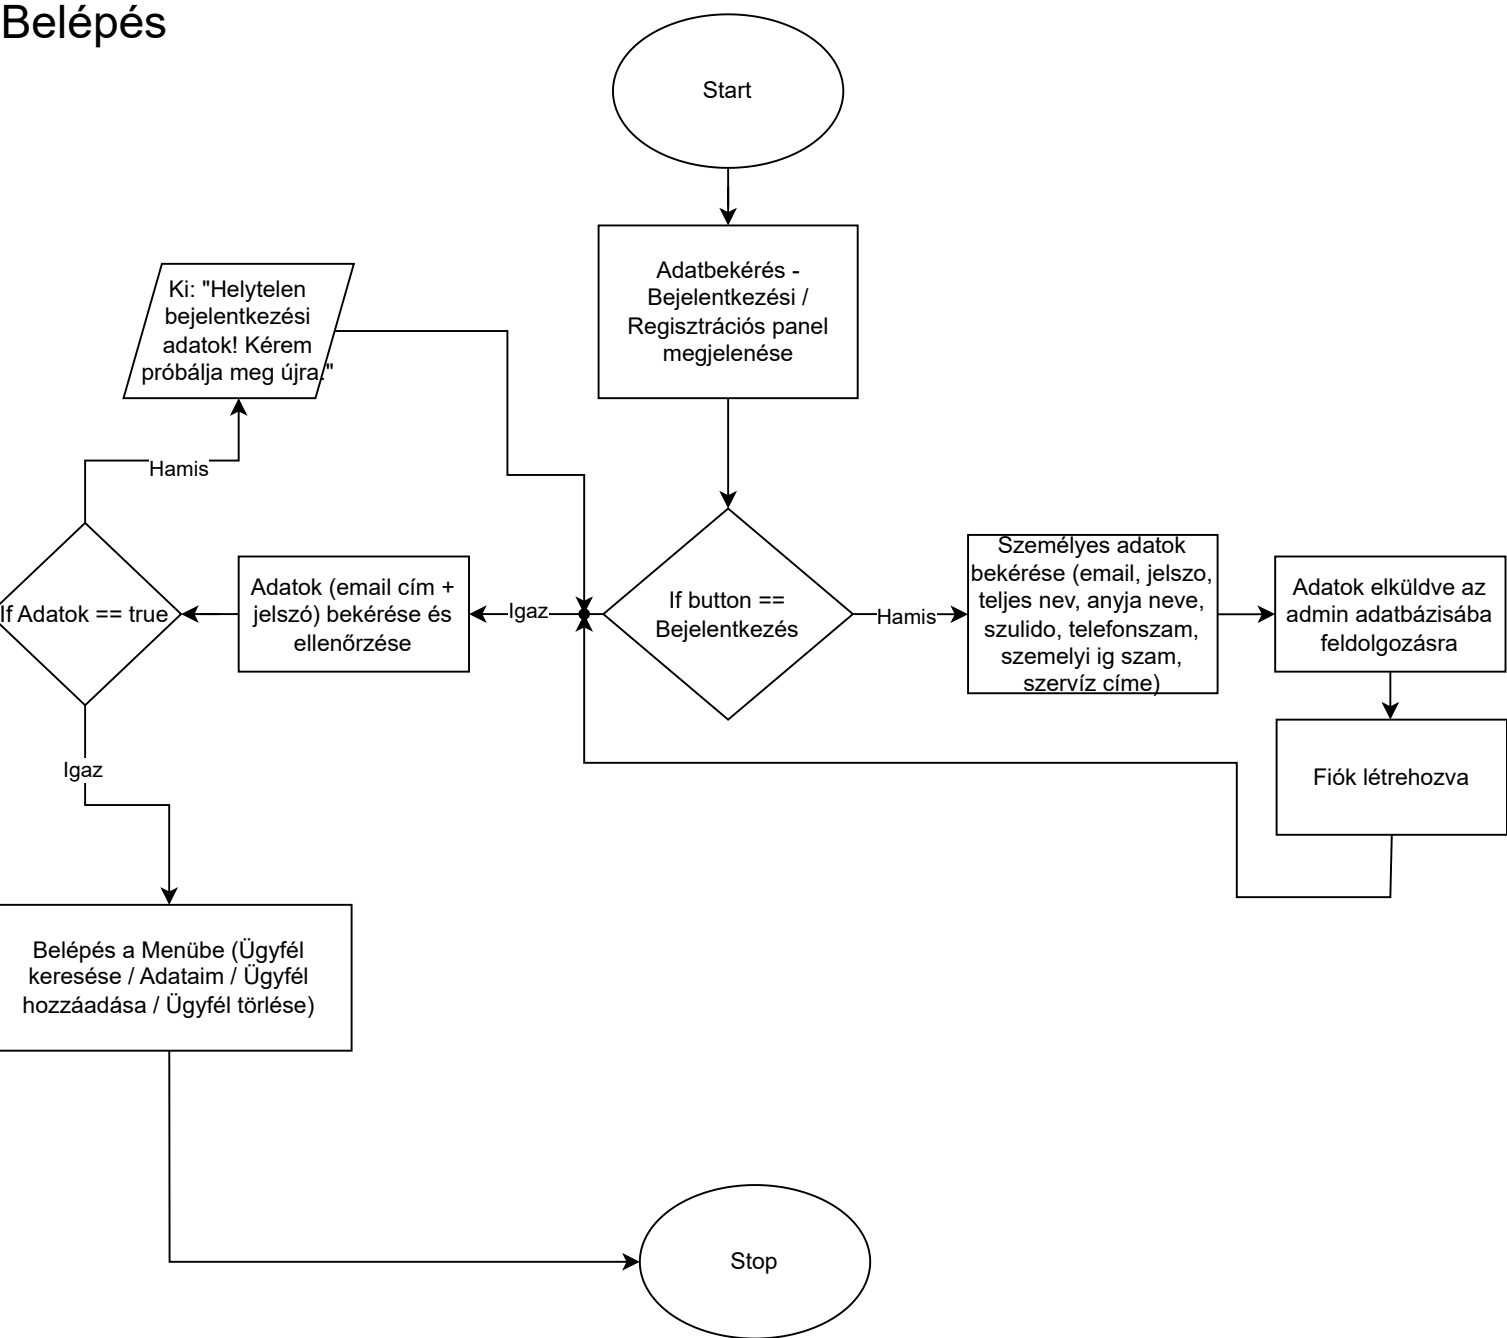 Belépés
Start
Adatbekérés -
Bejelentkezési /
Regisztrációs panel
megjelenése
Ki: "Helytelen
bejelentkezési
adatok! Kérem
próbálja meg újra."
Hamis
If Adatok == true
Adatok (email cím +
jelszó) bekérése és
ellenőrzése
Igaz
If button ==
Bejelentkezés
Hamis
Személyes adatok
bekérése (email, jelszo,
teljes nev, anyja neve,
szulido, telefonszam,
szemelyi ig szam,
szervíz címe)
Adatok elküldve az
admin adatbázisába
feldolgozásra
Igaz
Fiók létrehozva
Belépés a Menübe (Ügyfél
keresése / Adataim / Ügyfél
hozzáadása / Ügyfél törlése)
Stop